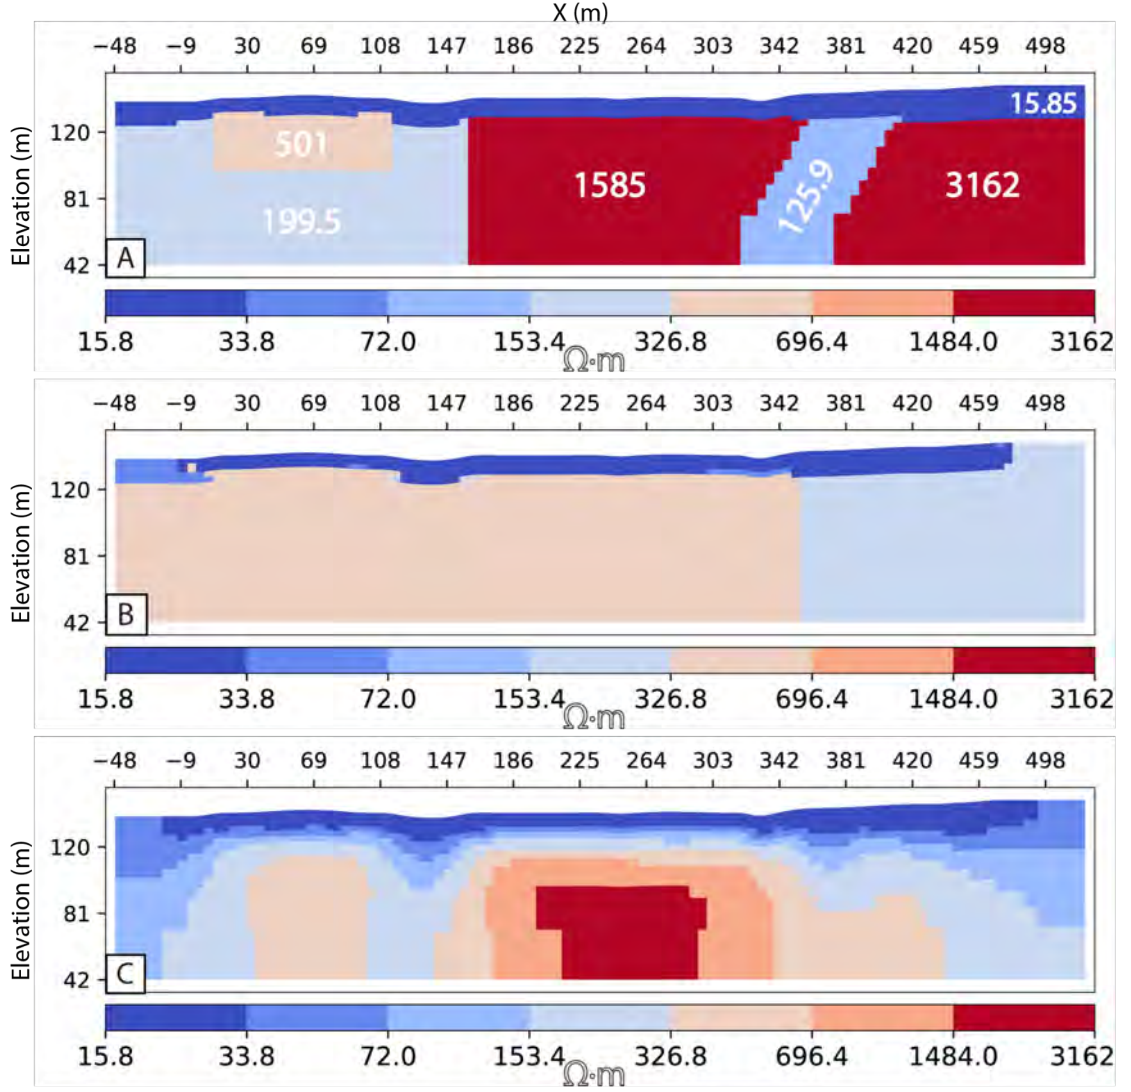 X (m)
−48 −9 30 69 108 147 186 225 264 303 342 381 420 459 498
Elevation (m)
120
81
42
15.85
501
1585
125.9
3162
199.5
A
15.8 33.8 72.0 153.4 326.8 696.4 1484.0 3162
Ω·m
−48 −9 30 69 108 147 186 225 264 303 342 381 420 459 498
Elevation (m)
120
81
42
B
15.8 33.8 72.0 153.4 326.8 696.4 1484.0 3162
Ω·m
−48 −9 30 69 108 147 186 225 264 303 342 381 420 459 498
Elevation (m)
120
81
42
C
15.8 33.8 72.0 153.4 326.8 696.4 1484.0 3162
Ω·m